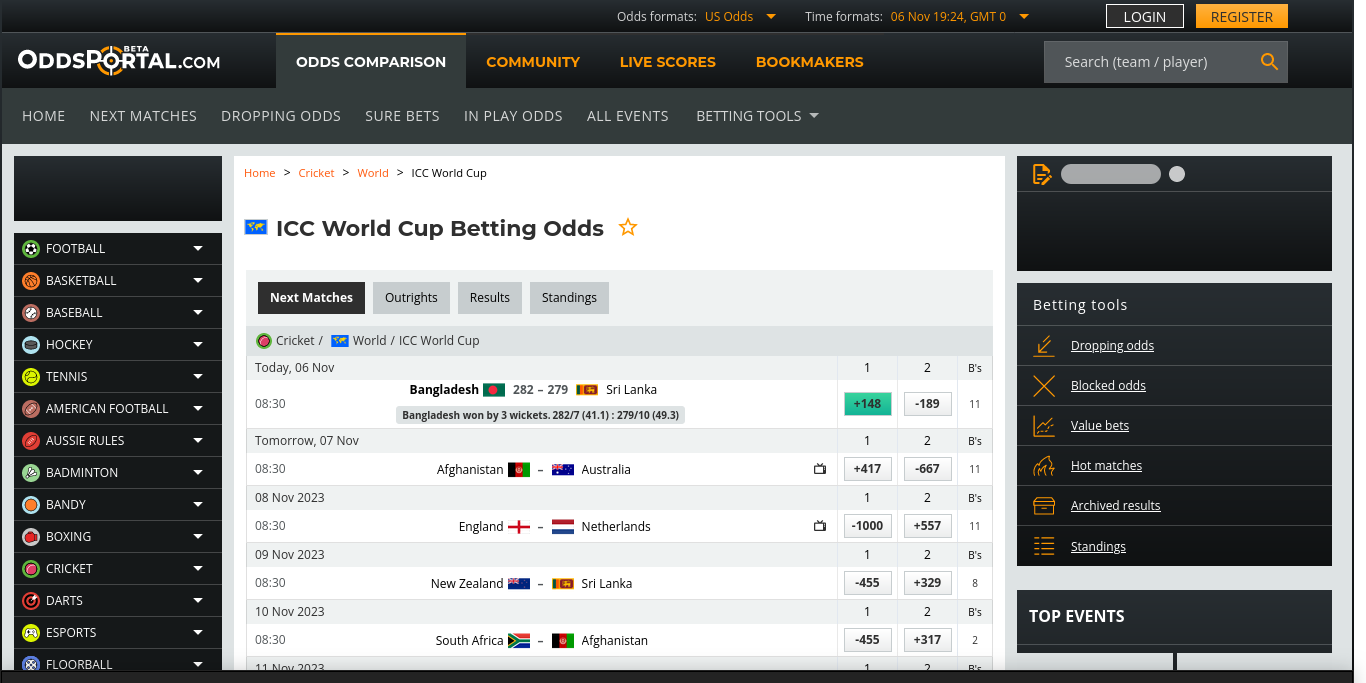 Odds formats: US Odds Time formats: 06 Nov 19:24, GMT 0 LOGIN REGISTER
ODDSPORTAL.COM BETA ODDS COMPARISON COMMUNITY LIVE SCORES BOOKMAKERS Search (team / player)
HOME NEXT MATCHES DROPPING ODDS SURE BETS IN PLAY ODDS ALL EVENTS BETTING TOOLS
FOOTBALL
BASKETBALL
BASEBALL
HOCKEY
TENNIS
AMERICAN FOOTBALL
AUSSIE RULES
BADMINTON
BANDY
BOXING
CRICKET
DARTS
ESPORTS
FLOORBALL
Home > Cricket > World > ICC World Cup
ICC World Cup Betting Odds
Next Matches Outrights Results Standings
Cricket / World / ICC World Cup
Today, 06 Nov 1 2 B's
08:30 Bangladesh 282 – 279 Sri Lanka +148 -189 11
Bangladesh won by 3 wickets. 282/7 (41.1) : 279/10 (49.3)
Tomorrow, 07 Nov 1 2 B's
08:30 Afghanistan – Australia +417 -667 11
08 Nov 2023 1 2 B's
08:30 England – Netherlands -1000 +557 11
09 Nov 2023 1 2 B's
08:30 New Zealand – Sri Lanka -455 +329 8
10 Nov 2023 1 2 B's
08:30 South Africa – Afghanistan -455 +317 2
11 Nov 2023 1 2 B's
Betting tools
Dropping odds
Blocked odds
Value bets
Hot matches
Archived results
Standings
TOP EVENTS